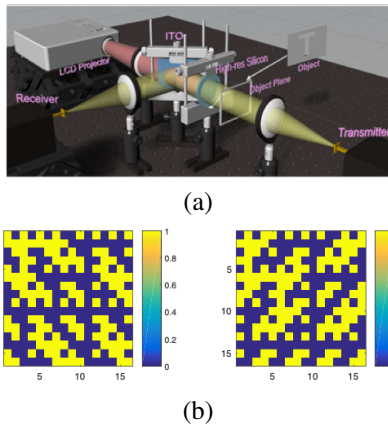 ITO
LCD Projector
High-res Silicon
Object
Receiver
Object Plane
Transmitter
(a)
1
0.8
0.6
0.4
0.2
0
5
10
15
5
10
15
5
10
15
(b)